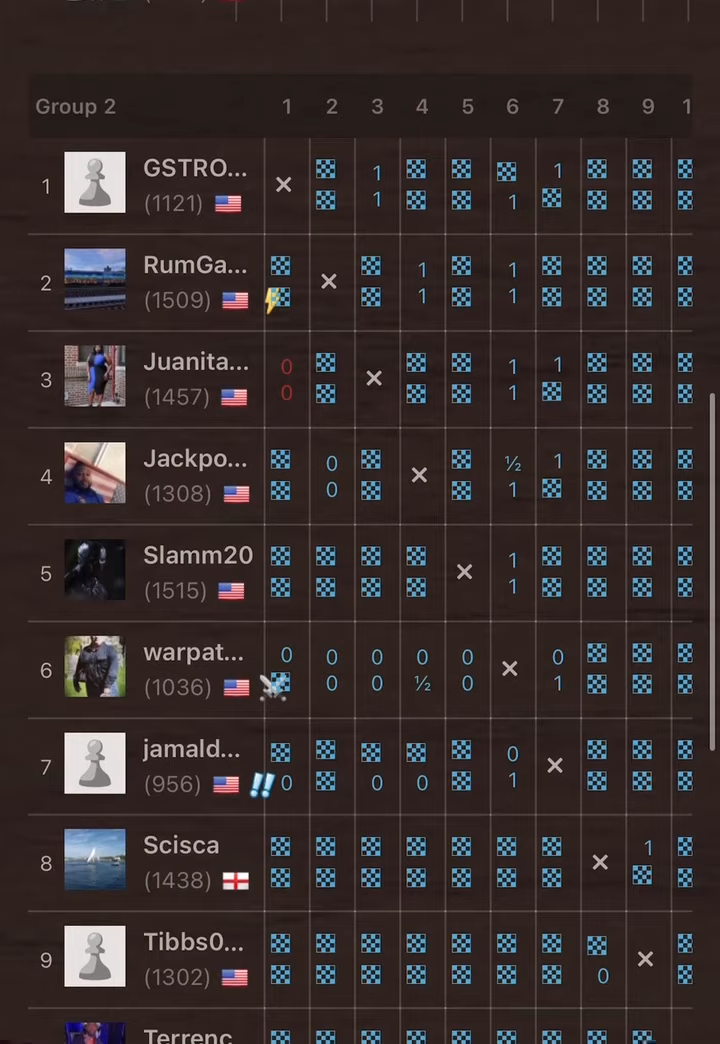 Group 2 1 2 3 4 5 6 7 8 9 1
GSTRO... 1 1
1 ×
(1121) 1 1
RumGa... 1 1
2 ×
(1509) 1 1
Juanita... 0 1 1
3 ×
(1457) 0 1
Jackpo... 0 ½ 1
4 ×
(1308) 0 1
Slamm20 1
5 ×
(1515) 1
warpat... 0 0 0 0 0 0
6 ×
(1036) 0 0 ½ 0 1
jamald... 0
7 ×
(956) !! 0 0 0 1
Scisca 1
8 ×
(1438)
Tibbs0...
9 ×
(1302) 0
Terrenc